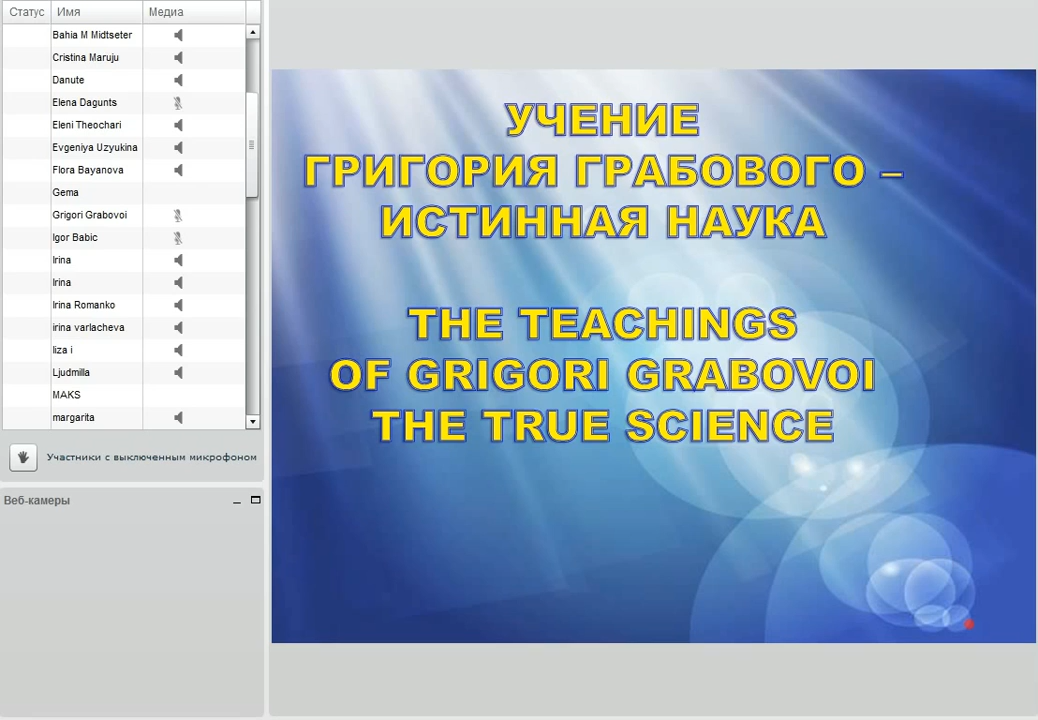 Статус Имя Медиа
Bahia M Midtseter
Cristina Maruju
Danute
Elena Dagunts
Eleni Theochari
Evgeniya Uzyukina
Flora Bayanova
Gema
Grigori Grabovoi
Igor Babic
Irina
Irina
Irina Romanko
irina varlacheva
liza i
Ljudmilla
MAKS
margarita
Участники с выключенным микрофоном
Веб-камеры
УЧЕНИЕ
ГРИГОРИЯ ГРАБОВОГО –
ИСТИННАЯ НАУКА
THE TEACHINGS
OF GRIGORI GRABOVOI
THE TRUE SCIENCE